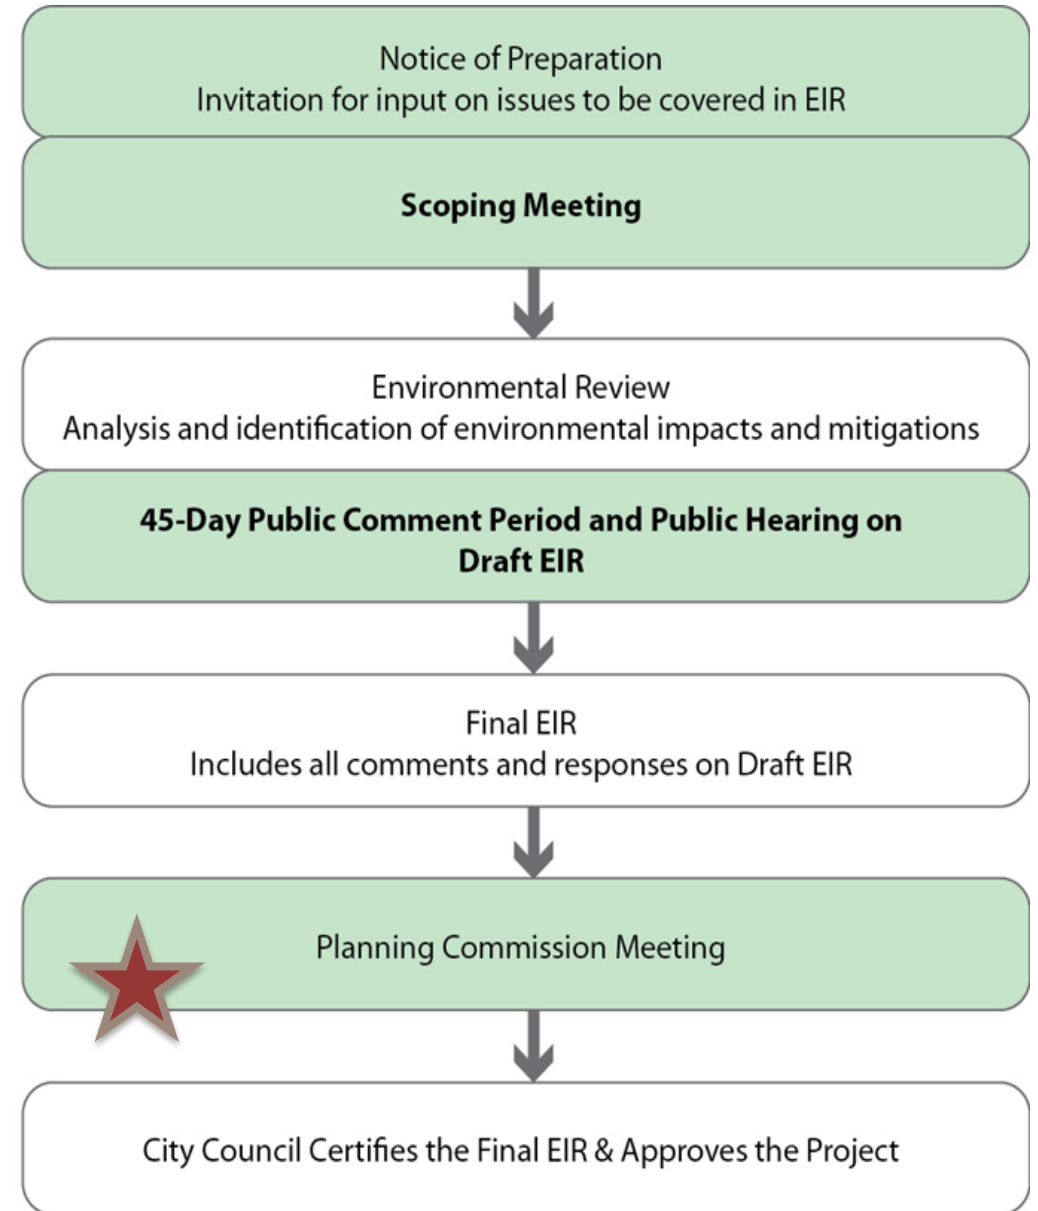 Notice of Preparation
Invitation for input on issues to be covered in EIR
Scoping Meeting
Environmental Review
Analysis and identification of environmental impacts and mitigations
45-Day Public Comment Period and Public Hearing on
Draft EIR
Final EIR
Includes all comments and responses on Draft EIR
Planning Commission Meeting
City Council Certifies the Final EIR & Approves the Project